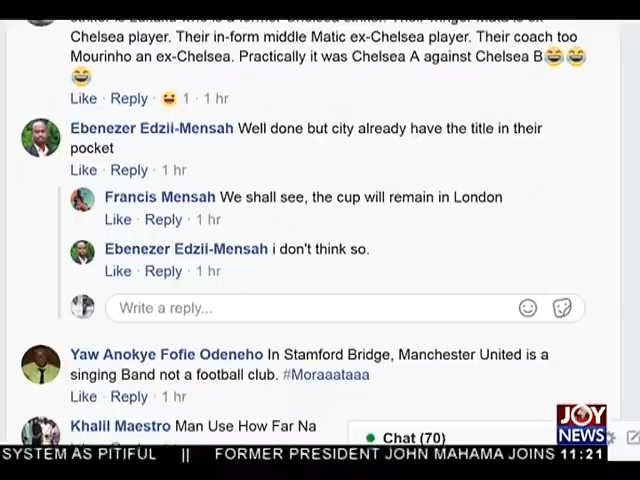 striker is Lukaku who is a former Chelsea striker. Their winger Mata is ex-
Chelsea player. Their in-form middle Matic ex-Chelsea player. Their coach too
Mourinho an ex-Chelsea. Practically it was Chelsea A against Chelsea B😂😂
😂
Like · Reply · 😆 1 · 1 hr
Ebenezer Edzii-Mensah Well done but city already have the title in their
pocket
Like · Reply · 1 hr
Francis Mensah We shall see, the cup will remain in London
Like · Reply · 1 hr
Ebenezer Edzii-Mensah i don't think so.
Like · Reply · 1 hr
Write a reply...
Yaw Anokye Fofie Odeneho In Stamford Bridge, Manchester United is a
singing Band not a football club. #Moraaataaa
Like · Reply · 1 hr
Khalil Maestro Man Use How Far Na
Chat (70)
JOY
NEWS
SYSTEM AS PITIFUL || FORMER PRESIDENT JOHN MAHAMA JOINS 11:21